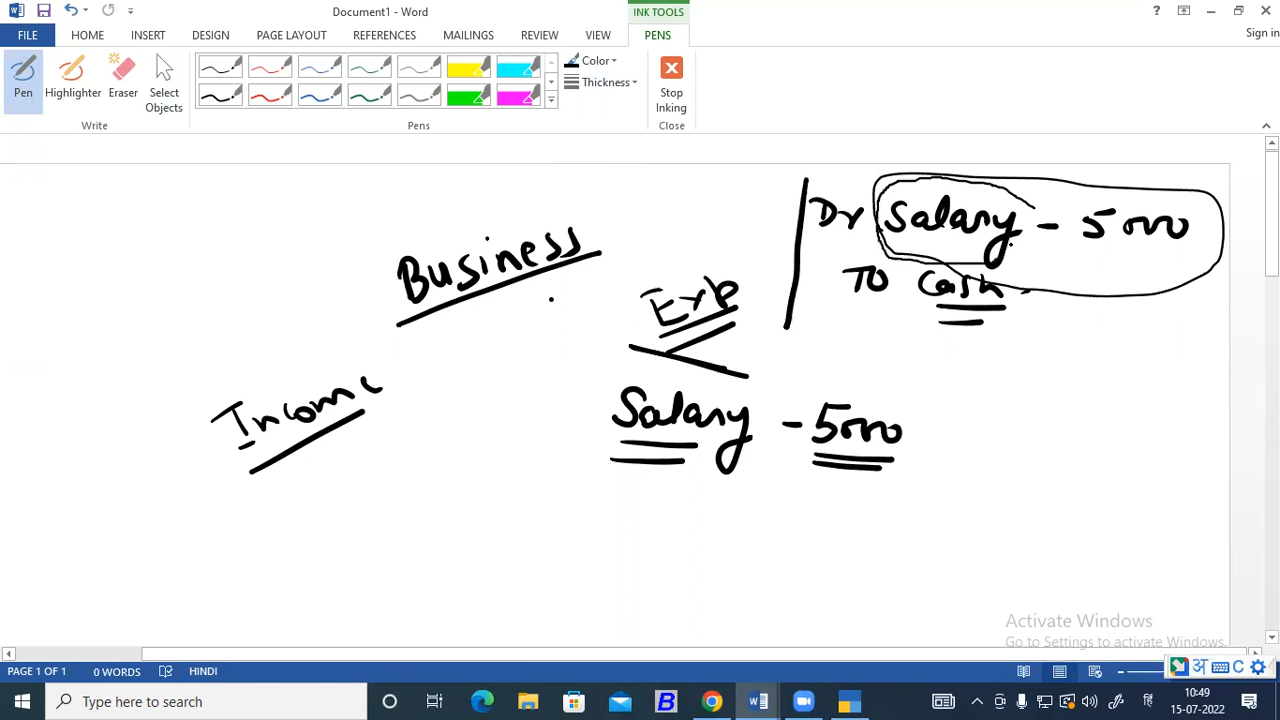 Document1 - Word
INK TOOLS
?
FILE
HOME
INSERT
DESIGN
PAGE LAYOUT
REFERENCES
MAILINGS
REVIEW
VIEW
PENS
Sign in
Pen
Highlighter
Eraser
Select Objects
Color
Thickness
Stop Inking
Write
Pens
Close
Dr Salary - 5000
To Cash
Business
Exp
Income
Salary - 5000
Activate Windows
Go to Settings to activate Windows.
PAGE 1 OF 1
0 WORDS
HINDI
Type here to search
10:49
15-07-2022